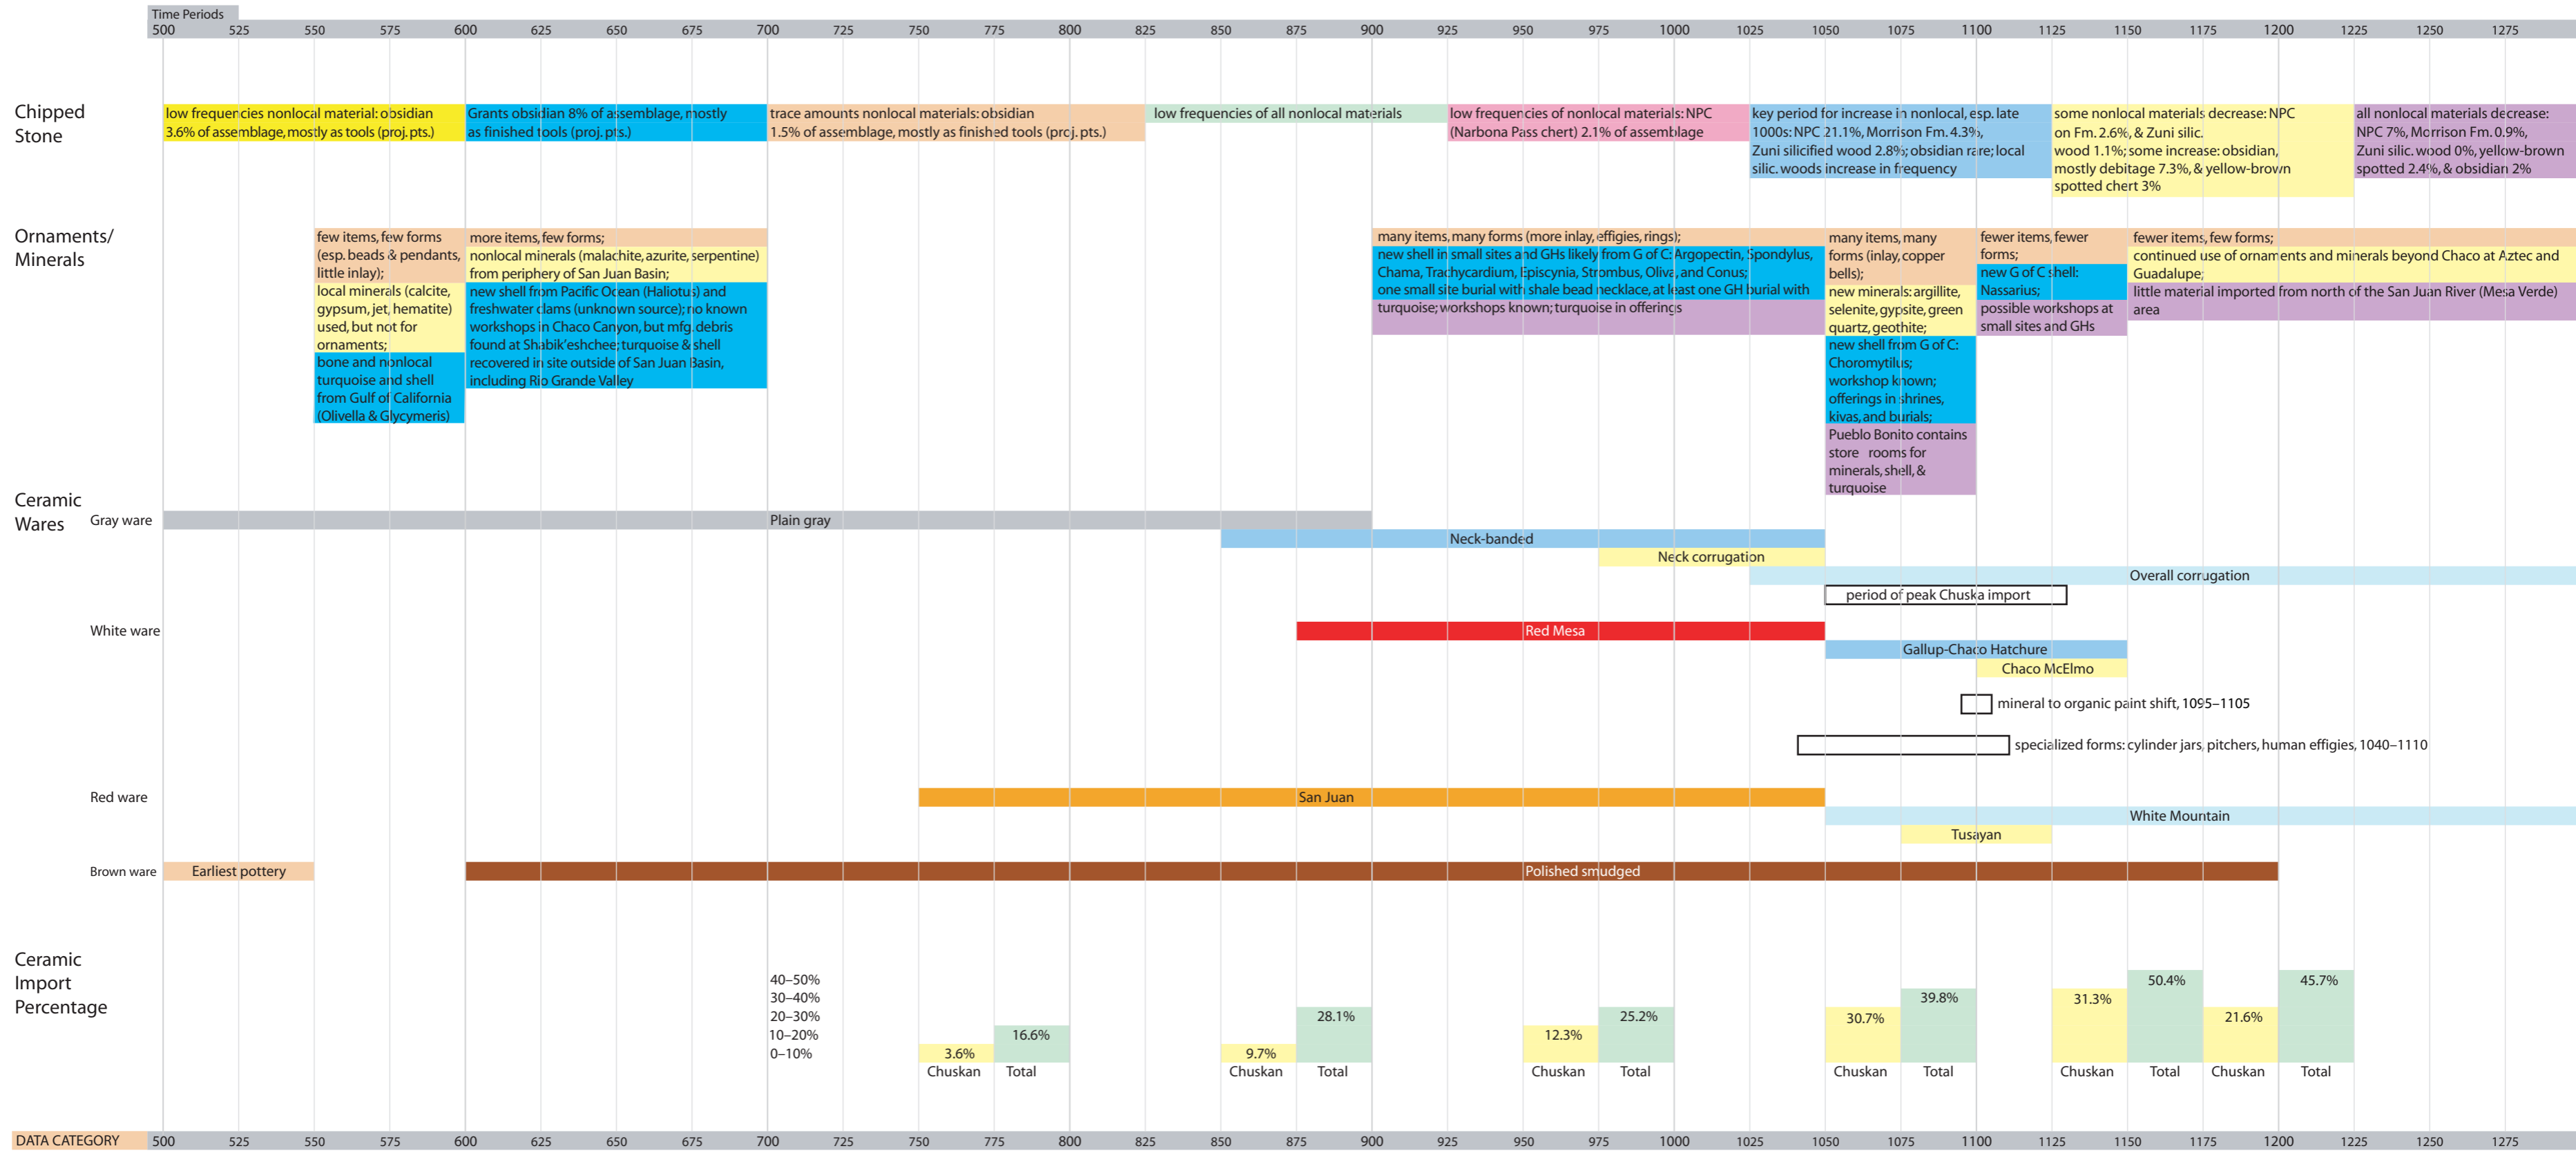 Time Periods
500 525 550 575 600 625 650 675 700 725 750 775 800 825 850 875 900 925 950 975 1000 1025 1050 1075 1100 1125 1150 1175 1200 1225 1250 1275
Chipped
Stone
low frequencies nonlocal material: obsidian
3.6% of assemblage, mostly as tools (proj. pts.)
Grants obsidian 8% of assemblage, mostly
as finished tools (proj. pts.)
trace amounts nonlocal materials: obsidian
1.5% of assemblage, mostly as finished tools (proj. pts.)
low frequencies of all nonlocal materials
low frequencies of nonlocal materials: NPC
(Narbona Pass chert) 2.1% of assemblage
key period for increase in nonlocal, esp. late
1000s: NPC 21.1%, Morrison Fm. 4.3%,
Zuni silicified wood 2.8%; obsidian rare; local
silic. woods increase in frequency
some nonlocal materials decrease: NPC
on Fm. 2.6%, & Zuni silic.
wood 1.1%; some increase: obsidian,
mostly debitage 7.3%, & yellow-brown
spotted chert 3%
all nonlocal materials decrease:
NPC 7%, Morrison Fm. 0.9%,
Zuni silic. wood 0%, yellow-brown
spotted 2.4%, & obsidian 2%
Ornaments/
Minerals
few items, few forms
(esp. beads & pendants,
little inlay);
local minerals (calcite,
gypsum, jet, hematite)
used, but not for
ornaments;
bone and nonlocal
turquoise and shell
from Gulf of California
(Olivella & Glycymeris)
more items, few forms;
nonlocal minerals (malachite, azurite, serpentine)
from periphery of San Juan Basin;
new shell from Pacific Ocean (Haliotus) and
freshwater clams (unknown source); no known
workshops in Chaco Canyon, but mfg. debris
found at Shabik'eshchee; turquoise & shell
recovered in site outside of San Juan Basin,
including Rio Grande Valley
many items, many forms (more inlay, effigies, rings);
new shell in small sites and GHs likely from G of C: Argopectin, Spondylus,
Chama, Trachycardium, Episcynia, Strombus, Oliva, and Conus;
one small site burial with shale bead necklace, at least one GH burial with
turquoise; workshops known; turquoise in offerings
many items, many
forms (inlay, copper
bells);
new minerals: argillite,
selenite, gypsite, green
quartz, geothite;
new shell from G of C:
Choromytilus;
workshop known;
offerings in shrines,
kivas, and burials;
Pueblo Bonito contains
store rooms for
minerals, shell, &
turquoise
fewer items, fewer
forms;
new G of C shell:
Nassarius;
possible workshops at
small sites and GHs
fewer items, few forms;
continued use of ornaments and minerals beyond Chaco at Aztec and
Guadalupe;
little material imported from north of the San Juan River (Mesa Verde)
area
Ceramic
Wares
Gray ware
Plain gray
Neck-banded
Neck corrugation
Overall corrugation
period of peak Chuska import
White ware
Red Mesa
Gallup-Chaco Hatchure
Chaco McElmo
mineral to organic paint shift, 1095–1105
specialized forms: cylinder jars, pitchers, human effigies, 1040–1110
Red ware
San Juan
White Mountain
Tusayan
Brown ware
Earliest pottery
Polished smudged
Ceramic
Import
Percentage
40–50%
30–40%
20–30%
10–20%
0–10%
3.6% 16.6% 9.7% 28.1% 12.3% 25.2% 30.7% 39.8% 31.3% 50.4% 21.6% 45.7%
Chuskan Total Chuskan Total Chuskan Total Chuskan Total Chuskan Total Chuskan Total
DATA CATEGORY
500 525 550 575 600 625 650 675 700 725 750 775 800 825 850 875 900 925 950 975 1000 1025 1050 1075 1100 1125 1150 1175 1200 1225 1250 1275